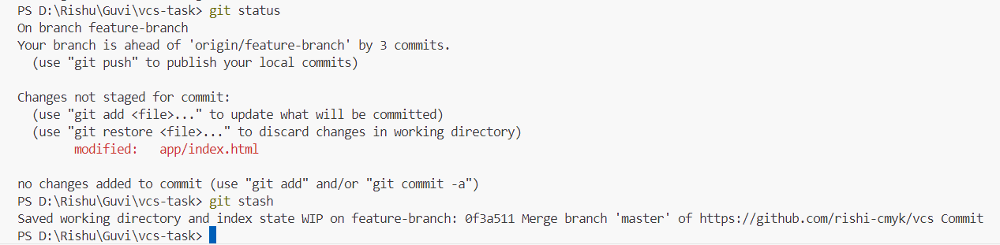 PS D:\Rishu\Guvi\vcs-task> git status
On branch feature-branch
Your branch is ahead of 'origin/feature-branch' by 3 commits.
  (use "git push" to publish your local commits)

Changes not staged for commit:
  (use "git add <file>..." to update what will be committed)
  (use "git restore <file>..." to discard changes in working directory)
        modified:   app/index.html

no changes added to commit (use "git add" and/or "git commit -a")
PS D:\Rishu\Guvi\vcs-task> git stash
Saved working directory and index state WIP on feature-branch: 0f3a511 Merge branch 'master' of https://github.com/rishi-cmyk/vcs Commit
PS D:\Rishu\Guvi\vcs-task>